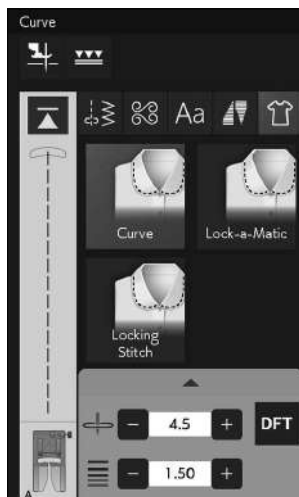 Curve
Aa
Curve
Lock-a-Matic
Locking
Stitch
− 4.5 + DFT
− 1.50 +
A